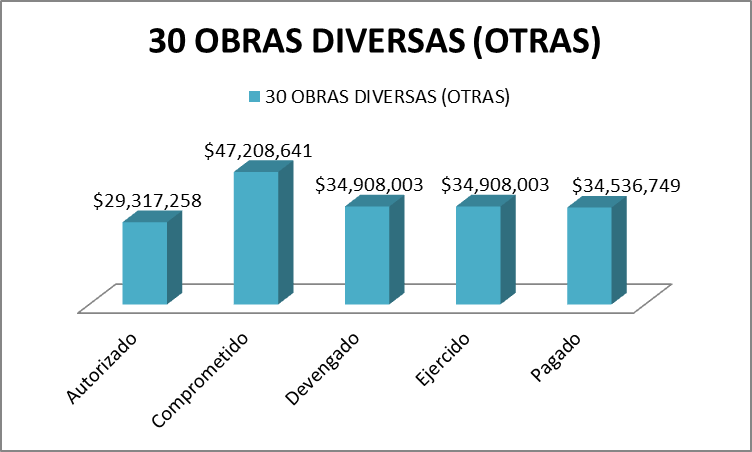 30 OBRAS DIVERSAS (OTRAS)
30 OBRAS DIVERSAS (OTRAS)
$29,317,258
$47,208,641
$34,908,003
$34,908,003
$34,536,749
Autorizado
Comprometido
Devengado
Ejercido
Pagado